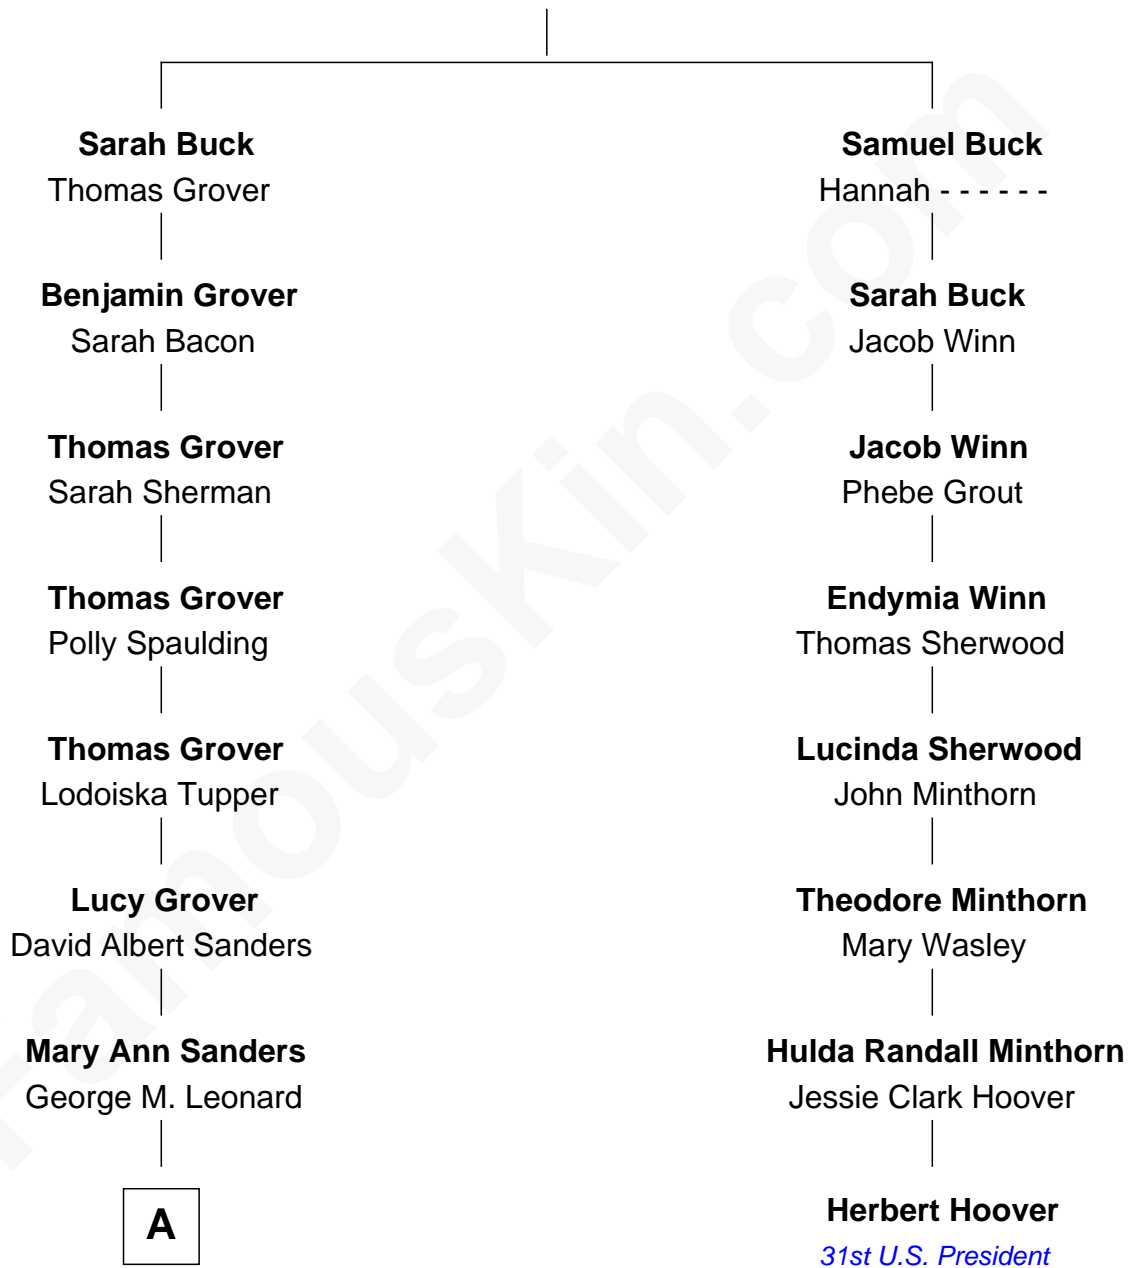 Sarah Buck
Thomas Grover
Benjamin Grover
Sarah Bacon
Thomas Grover
Sarah Sherman
Thomas Grover
Polly Spaulding
Thomas Grover
Lodoiska Tupper
Lucy Grover
David Albert Sanders
Mary Ann Sanders
George M. Leonard
A
Samuel Buck
Hannah - - - - - -
Sarah Buck
Jacob Winn
Jacob Winn
Phebe Grout
Endymia Winn
Thomas Sherwood
Lucinda Sherwood
John Minthorn
Theodore Minthorn
Mary Wasley
Hulda Randall Minthorn
Jessie Clark Hoover
Herbert Hoover
31st U.S. President
FamousKin.com